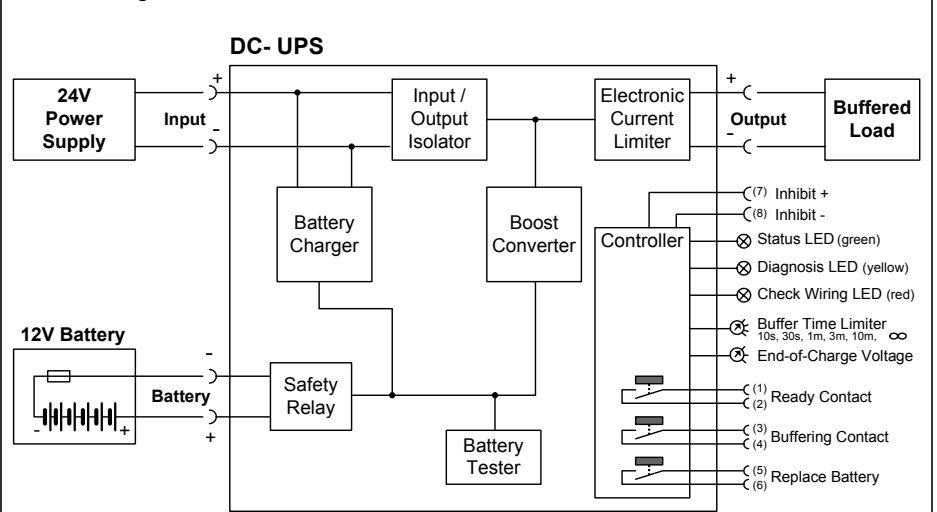 DC- UPS
24V
Power
Supply
+
Input
-
Input /
Output
Isolator
Electronic
Current
Limiter
+
Output
-
Buffered
Load
Battery
Charger
Boost
Converter
Controller
(7) Inhibit +
(8) Inhibit -
Status LED (green)
Diagnosis LED (yellow)
Check Wiring LED (red)
Buffer Time Limiter
10s, 30s, 1m, 3m, 10m, ∞
End-of-Charge Voltage
12V Battery
-
Battery
+
- +
Safety
Relay
Battery
Tester
(1)
(2) Ready Contact
(3)
(4) Buffering Contact
(5)
(6) Replace Battery